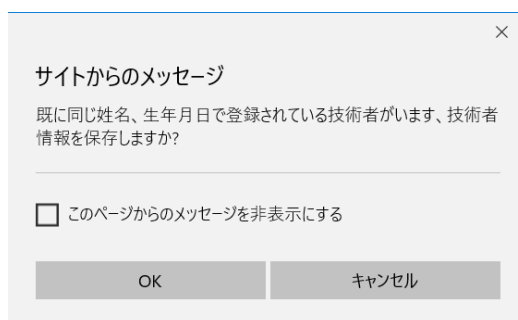 サイトからのメッセージ
既に同じ姓名、生年月日で登録されている技術者がいます、技術者
情報を保存しますか?
このページからのメッセージを非表示にする
OK
キャンセル